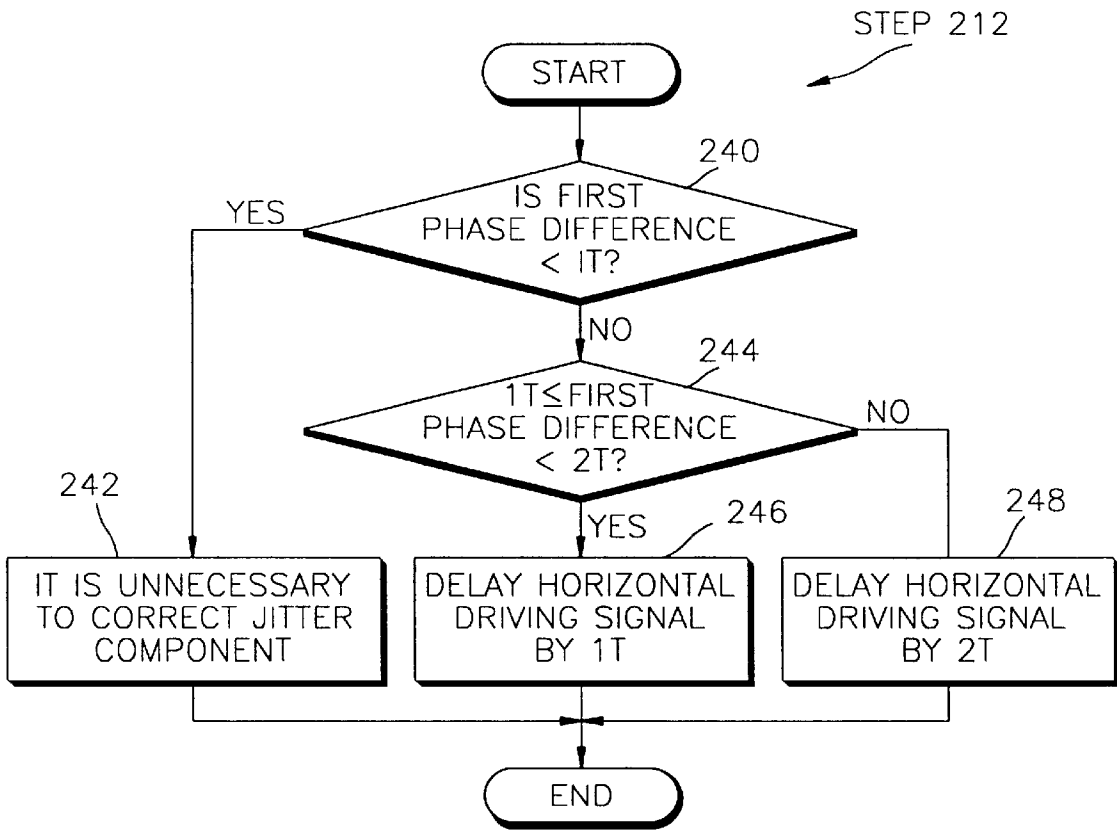 STEP 212
START
240
IS FIRST
PHASE DIFFERENCE
< 1T?
YES
NO
244
1T≤FIRST
PHASE DIFFERENCE
< 2T?
NO
YES
242
IT IS UNNECESSARY
TO CORRECT JITTER
COMPONENT
246
DELAY HORIZONTAL
DRIVING SIGNAL
BY 1T
248
DELAY HORIZONTAL
DRIVING SIGNAL
BY 2T
END